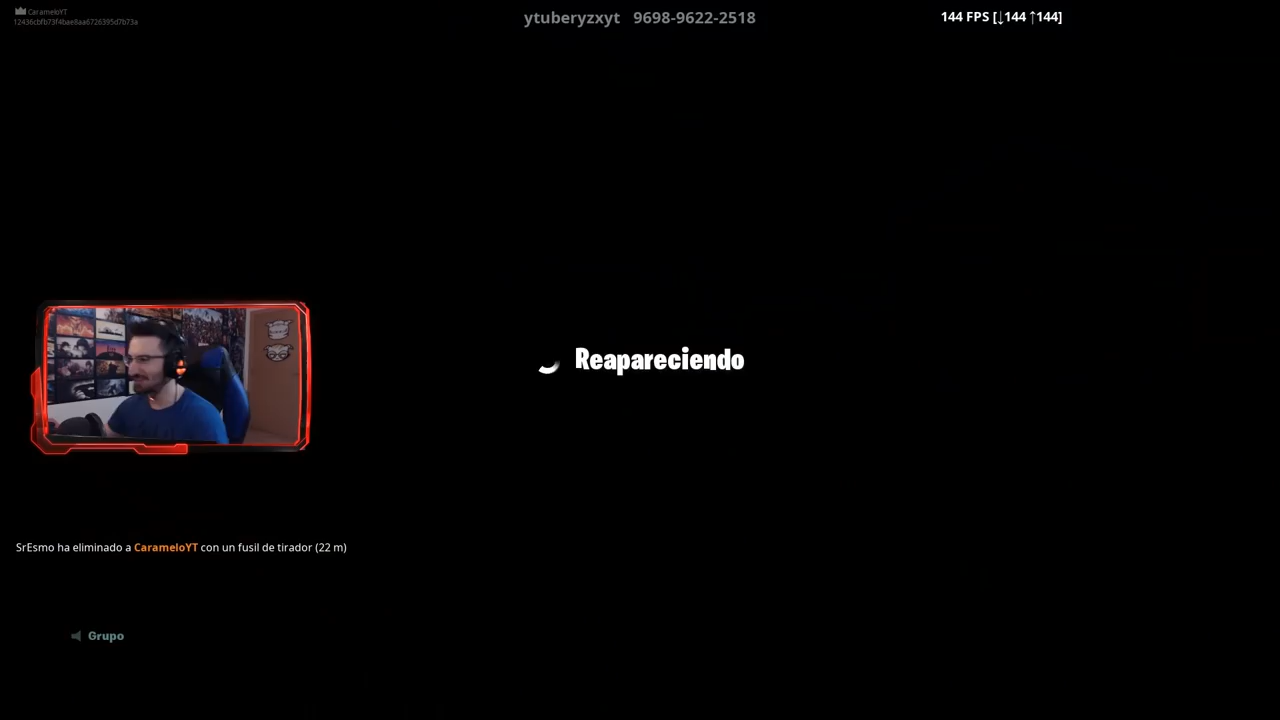 CarameloYT
ytuberyzxyt 9698-9622-2518
144 FPS [↓144 ↑144]
Reapareciendo
SrEsmo ha eliminado a CarameloYT con un fusil de tirador (22 m)
Grupo